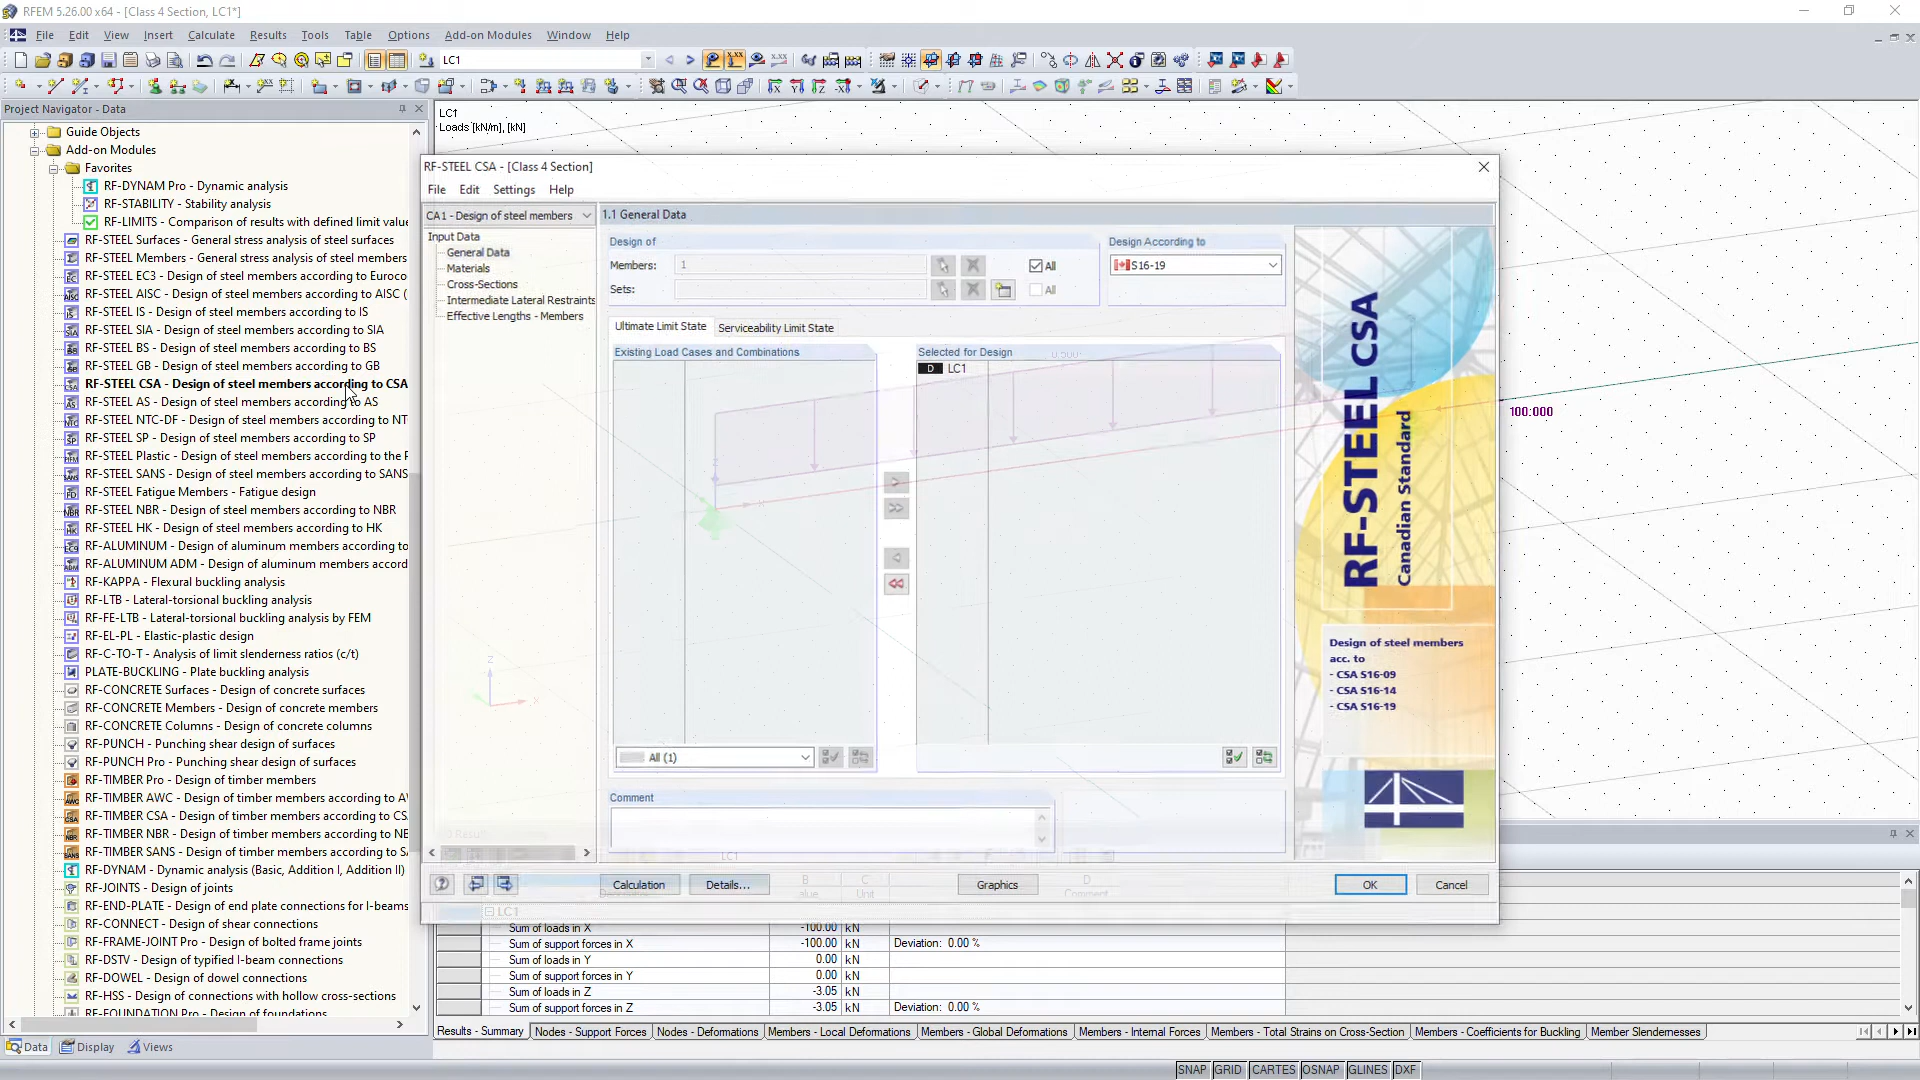 RFEM 5.26.00 x64 - [Class 4 Section, LC1*]
File Edit View Insert Calculate Results Tools Table Options Add-on Modules Window Help
LC1
Project Navigator - Data
Guide Objects
Add-on Modules
Favorites
RF-DYNAM Pro - Dynamic analysis
RF-STABILITY - Stability analysis
RF-LIMITS - Comparison of results with defined limit value
RF-STEEL Surfaces - General stress analysis of steel surfaces
RF-STEEL Members - General stress analysis of steel members
RF-STEEL EC3 - Design of steel members according to Euroco
RF-STEEL AISC - Design of steel members according to AISC (
RF-STEEL IS - Design of steel members according to IS
RF-STEEL SIA - Design of steel members according to SIA
RF-STEEL BS - Design of steel members according to BS
RF-STEEL GB - Design of steel members according to GB
RF-STEEL CSA - Design of steel members according to CSA
RF-STEEL AS - Design of steel members according to AS
RF-STEEL NTC-DF - Design of steel members according to NT
RF-STEEL SP - Design of steel members according to SP
RF-STEEL Plastic - Design of steel members according to the P
RF-STEEL SANS - Design of steel members according to SANS
RF-STEEL Fatigue Members - Fatigue design
RF-STEEL NBR - Design of steel members according to NBR
RF-STEEL HK - Design of steel members according to HK
RF-ALUMINUM - Design of aluminum members according to
RF-ALUMINUM ADM - Design of aluminum members accord
RF-KAPPA - Flexural buckling analysis
RF-LTB - Lateral-torsional buckling analysis
RF-FE-LTB - Lateral-torsional buckling analysis by FEM
RF-EL-PL - Elastic-plastic design
RF-C-TO-T - Analysis of limit slenderness ratios (c/t)
PLATE-BUCKLING - Plate buckling analysis
RF-CONCRETE Surfaces - Design of concrete surfaces
RF-CONCRETE Members - Design of concrete members
RF-CONCRETE Columns - Design of concrete columns
RF-PUNCH - Punching shear design of surfaces
RF-PUNCH Pro - Punching shear design of surfaces
RF-TIMBER Pro - Design of timber members
RF-TIMBER AWC - Design of timber members according to AV
RF-TIMBER CSA - Design of timber members according to CS
RF-TIMBER NBR - Design of timber members according to NE
RF-TIMBER SANS - Design of timber members according to SA
RF-DYNAM - Dynamic analysis (Basic, Addition I, Addition II)
RF-JOINTS - Design of joints
RF-END-PLATE - Design of end plate connections for I-beams
RF-CONNECT - Design of shear connections
RF-FRAME-JOINT Pro - Design of bolted frame joints
RF-DSTV - Design of typified I-beam connections
RF-DOWEL - Design of dowel connections
RF-HSS - Design of connections with hollow cross-sections
RF-FOUNDATION Pro - Design of foundations
Data Display Views
LC1
Loads [kN/m], [kN]
100.000
RF-STEEL CSA - [Class 4 Section]
File Edit Settings Help
CA1 - Design of steel members
Input Data
General Data
Materials
Cross-Sections
Intermediate Lateral Restraints
Effective Lengths - Members
1.1 General Data
Design of
Members: 1 All
Sets: All
Design According to
S16-19
Ultimate Limit State Serviceability Limit State
Existing Load Cases and Combinations
Selected for Design
0.500
D LC1
Z
X
All (1)
Comment
LC1
RF-STEEL CSA
Canadian Standard
Design of steel members
acc. to
- CSA S16-09
- CSA S16-14
- CSA S16-19
Calculation Details... Graphics OK Cancel
B C D
Unit Comment
LC1
Sum of loads in X -100.00 kN
Sum of support forces in X -100.00 kN Deviation: 0.00 %
Sum of loads in Y 0.00 kN
Sum of support forces in Y 0.00 kN
Sum of loads in Z -3.05 kN
Sum of support forces in Z -3.05 kN Deviation: 0.00 %
Results - Summary Nodes - Support Forces Nodes - Deformations Members - Local Deformations Members - Global Deformations Members - Internal Forces Members - Total Strains on Cross-Section Members - Coefficients for Buckling Member Slendernesses
SNAP GRID CARTES OSNAP GLINES DXF